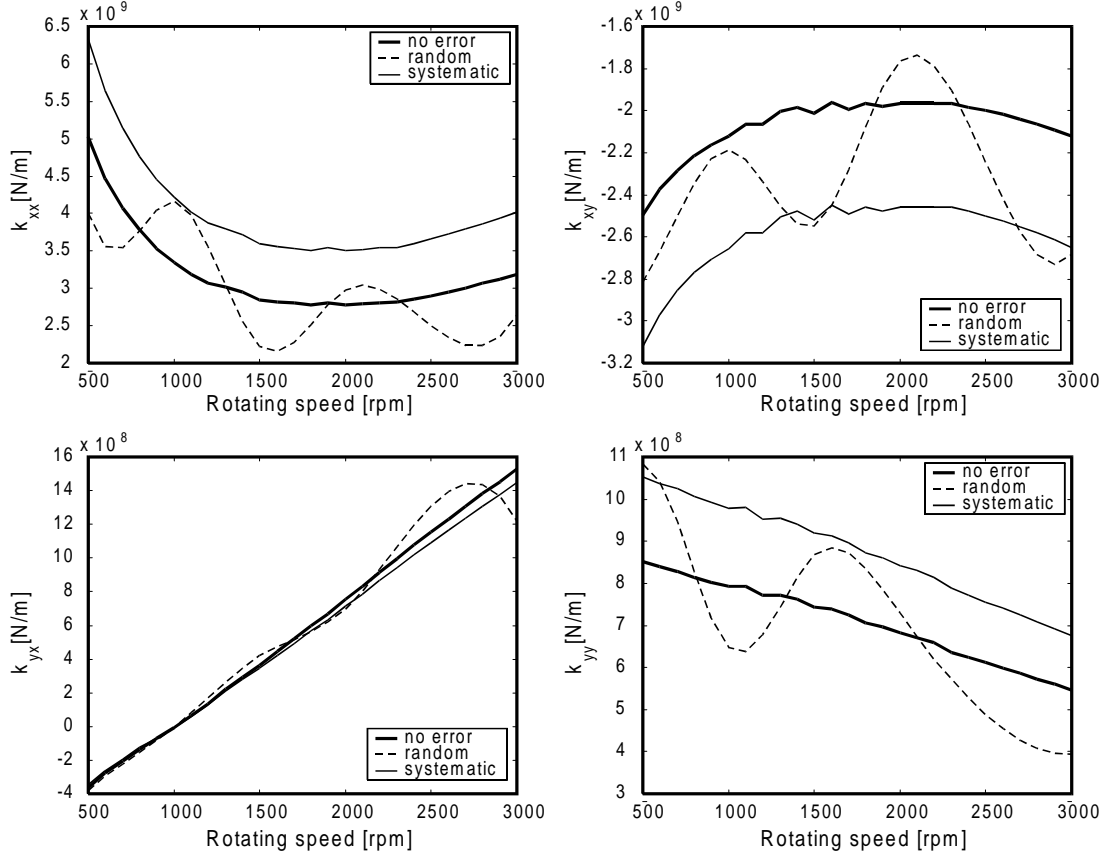 x 10 9
6.5
6
5.5
5
4.5
4
3.5
3
2.5
2
k xx [N/m]
no error
random
systematic
500 1000 1500 2000 2500 3000
Rotating speed [rpm]
x 10 9
-1.6
-1.8
-2
-2.2
-2.4
-2.6
-2.8
-3
-3.2
k xy [N/m]
no error
random
systematic
500 1000 1500 2000 2500 3000
Rotating speed [rpm]
x 10 8
16
14
12
10
8
6
4
2
0
-2
-4
k yx [N/m]
no error
random
systematic
500 1000 1500 2000 2500 3000
Rotating speed [rpm]
x 10 8
11
10
9
8
7
6
5
4
3
k yy [N/m]
no error
random
systematic
500 1000 1500 2000 2500 3000
Rotating speed [rpm]